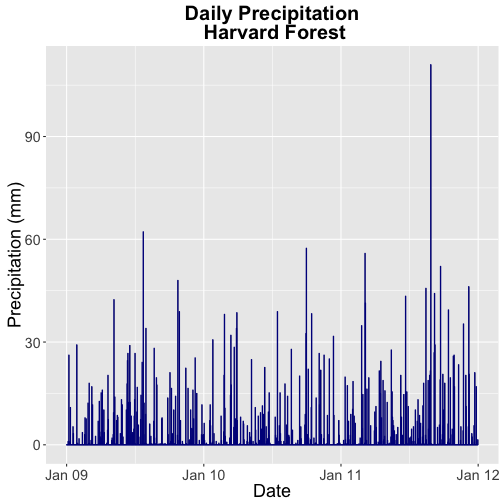 Daily Precipitation
Harvard Forest
Precipitation (mm)
90
60
30
0
Jan 09 Jan 10 Jan 11 Jan 12
Date